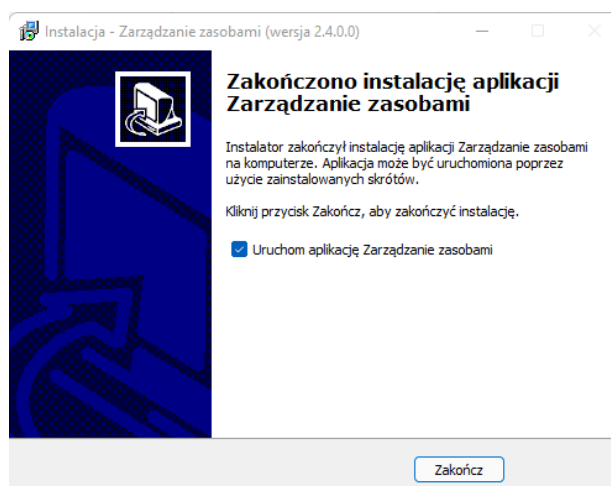 Instalacja - Zarządzanie zasobami (wersja 2.4.0.0)
Zakończono instalację aplikacji
Zarządzanie zasobami
Instalator zakończył instalację aplikacji Zarządzanie zasobami
na komputerze. Aplikacja może być uruchomiona poprzez
użycie zainstalowanych skrótów.
Kliknij przycisk Zakończ, aby zakończyć instalację.
Uruchom aplikację Zarządzanie zasobami
Zakończ